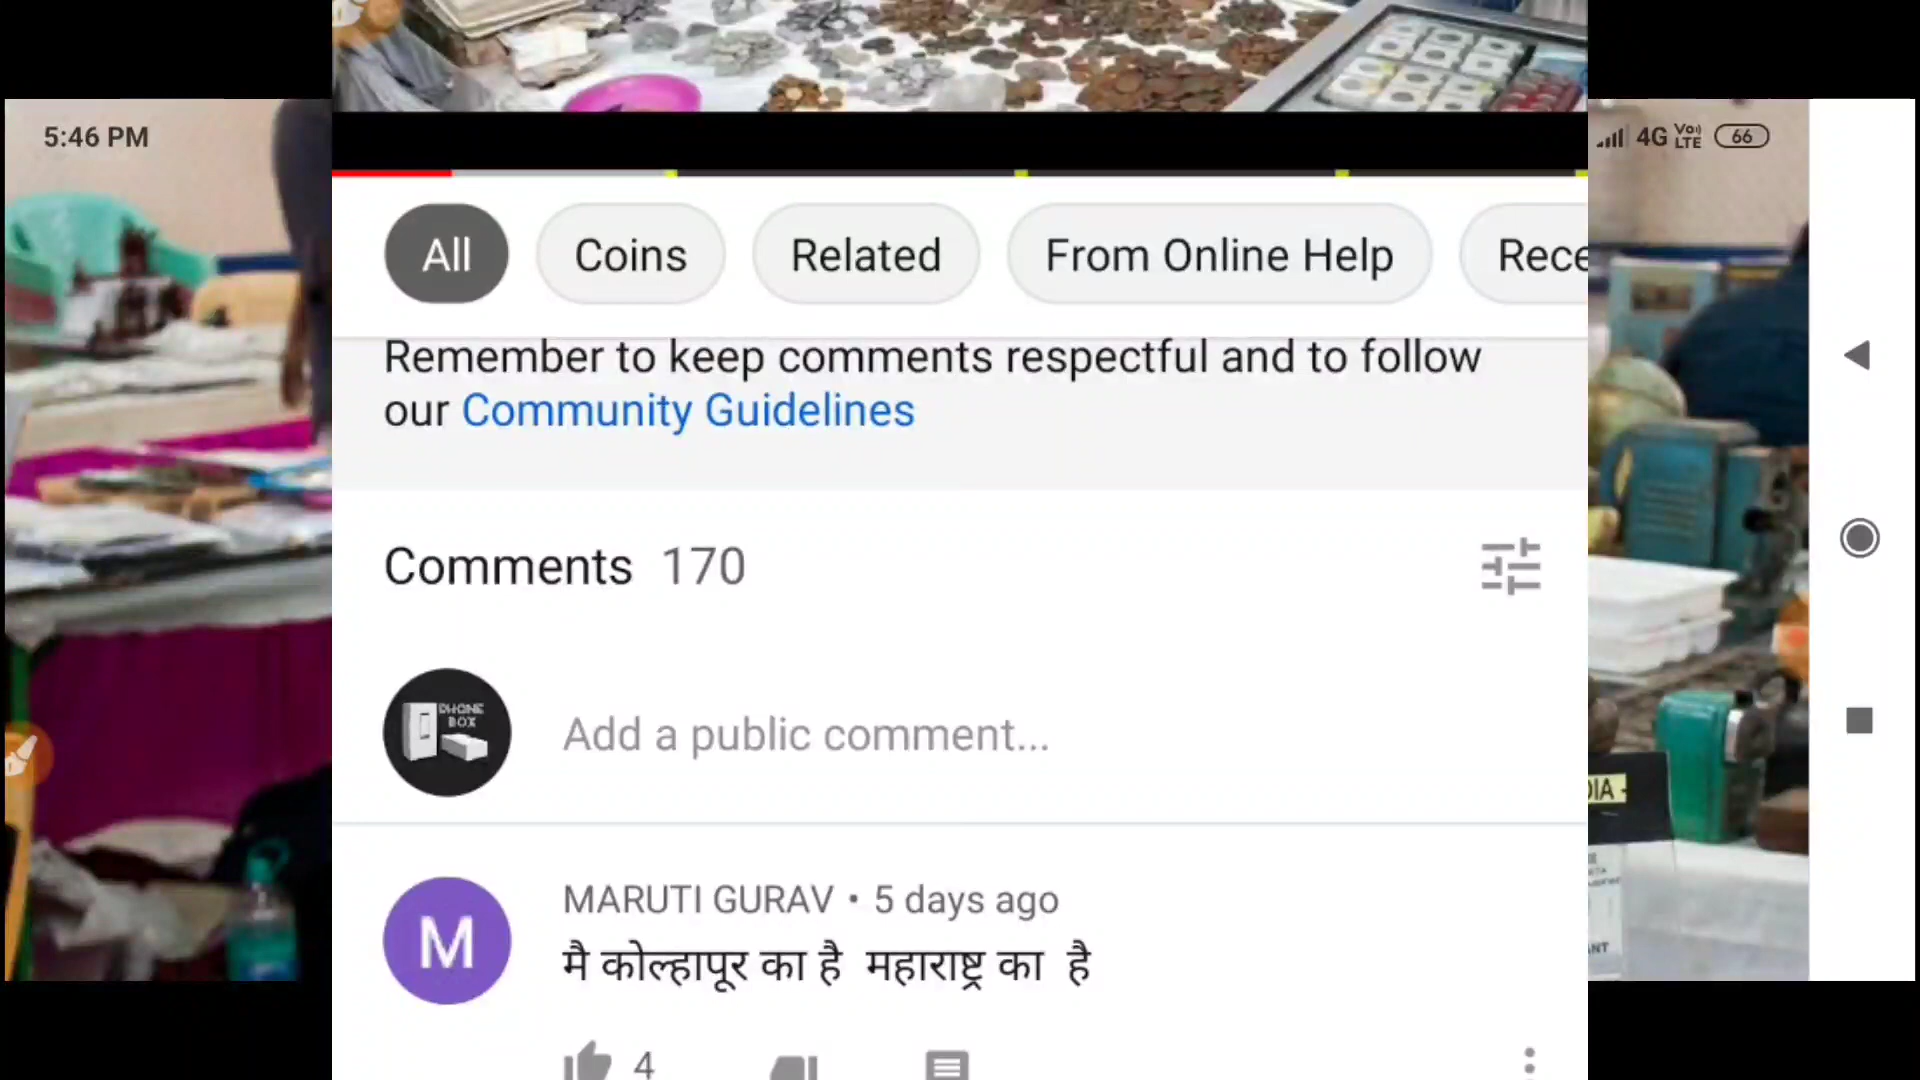 5:46 PM
4G VoLTE 66
All Coins Related From Online Help Rece
Remember to keep comments respectful and to follow
our Community Guidelines
Comments 170
PHONE
BOX
Add a public comment...
M
MARUTI GURAV • 5 days ago
मै कोल्हापूर का है महाराष्ट्र का है
4